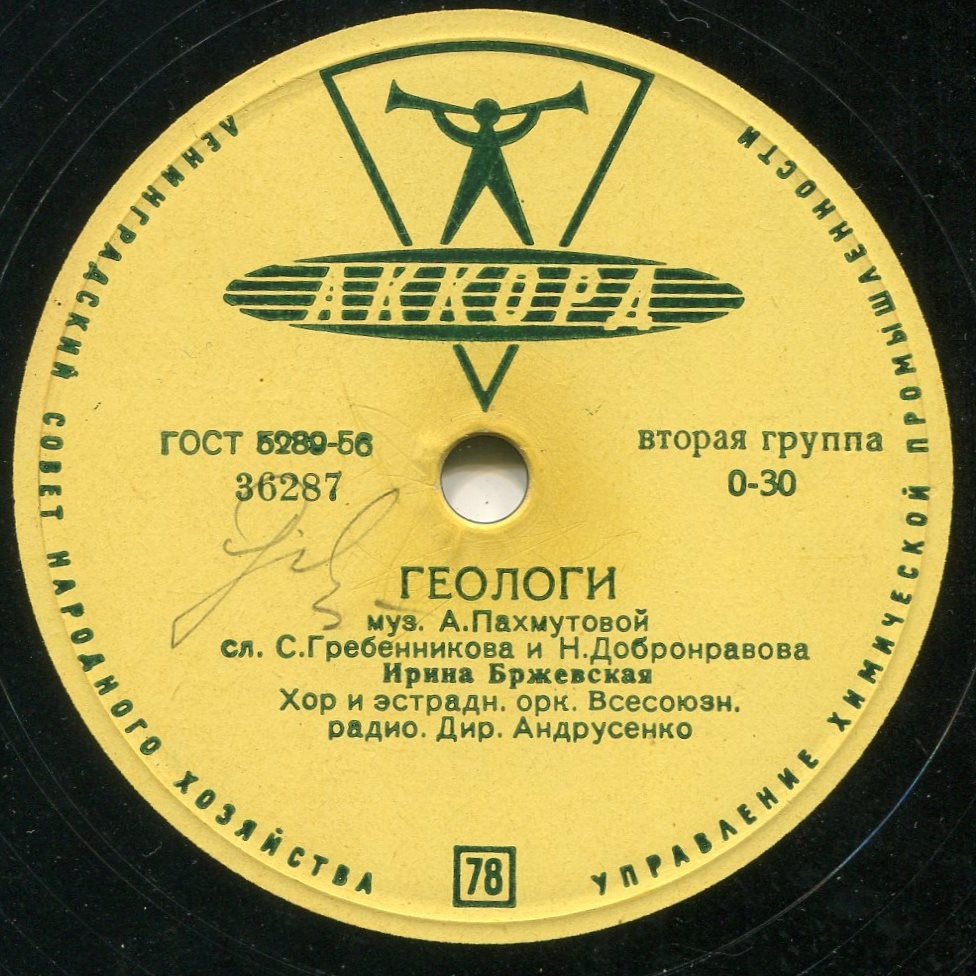 АККОРД
ЛЕНИНГРАДСКИЙ СОВЕТ НАРОДНОГО ХОЗЯЙСТВА
УПРАВЛЕНИЕ ХИМИЧЕСКОЙ ПРОМЫШЛЕННОСТИ
ГОСТ 5289-56
36287
вторая группа
0-30
ГЕОЛОГИ
муз. А.Пахмутовой
сл. С.Гребенникова и Н.Добронравова
Ирина Бржевская
Хор и эстрадн. орк. Всесоюзн.
радио. Дир. Андрусенко
78